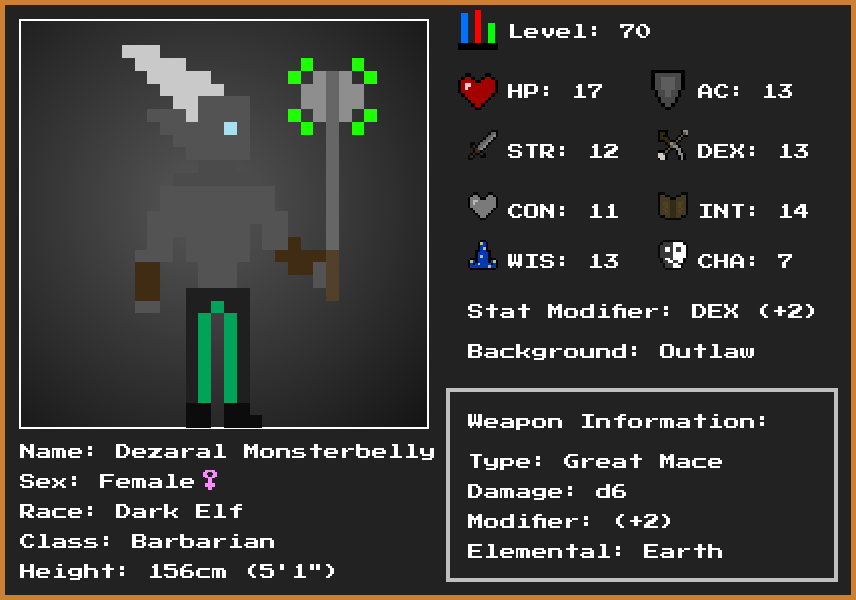 Level: 70
HP: 17
AC: 13
STR: 12
DEX: 13
CON: 11
INT: 14
WIS: 13
CHA: 7
Stat Modifier: DEX (+2)
Background: Outlaw
Weapon Information:
Type: Great Mace
Damage: d6
Modifier: (+2)
Elemental: Earth
Name: Dezaral Monsterbelly
Sex: Female♀
Race: Dark Elf
Class: Barbarian
Height: 156cm (5'1")